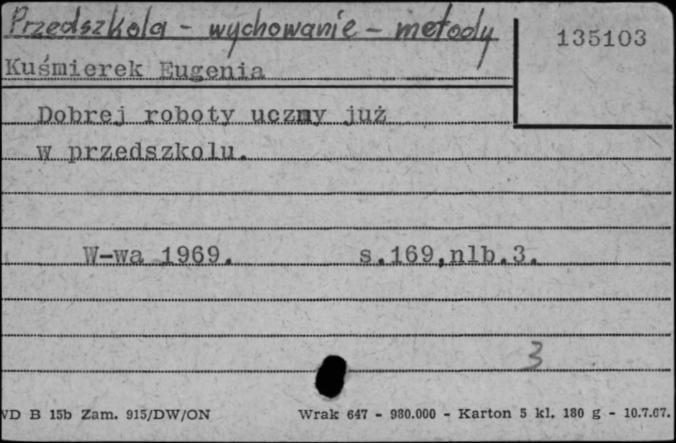 Przedszkola - wychowanie - metody
135103
Kuśmierek Eugenia
Dobrej roboty uczmy już
w przedszkolu.
W-wa 1969. s.169,nlb.3.
3
WD B 15b Zam. 915/DW/ON Wrak 647 - 980.000 - Karton 5 kl. 180 g - 10.7.67.